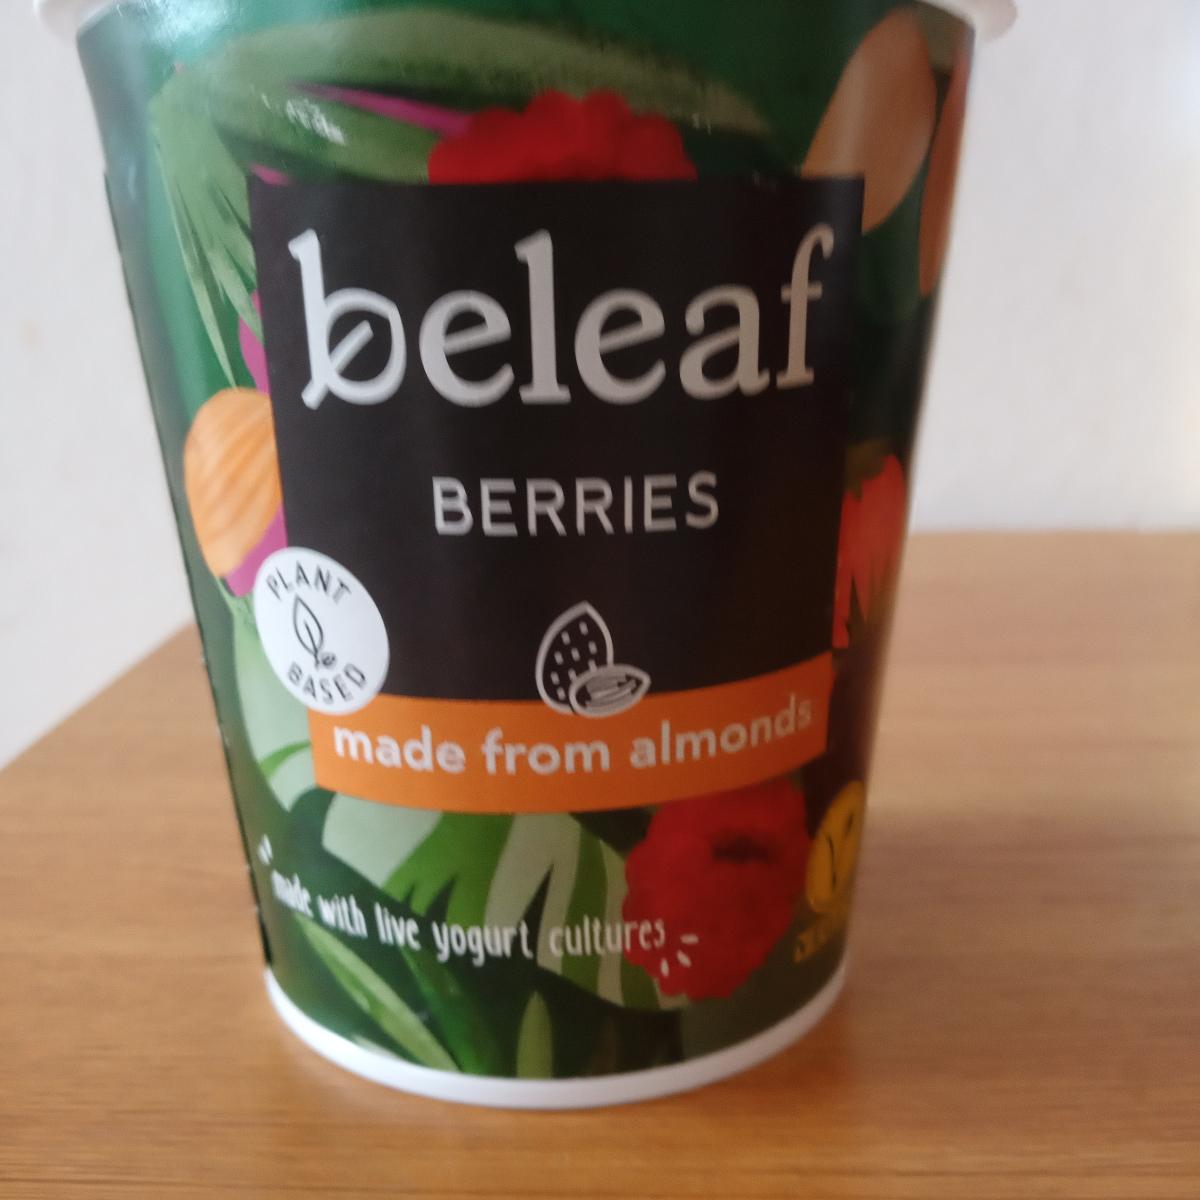 beleaf
BERRIES
PLANT
BASED
made from almonds
made with live yogurt cultures